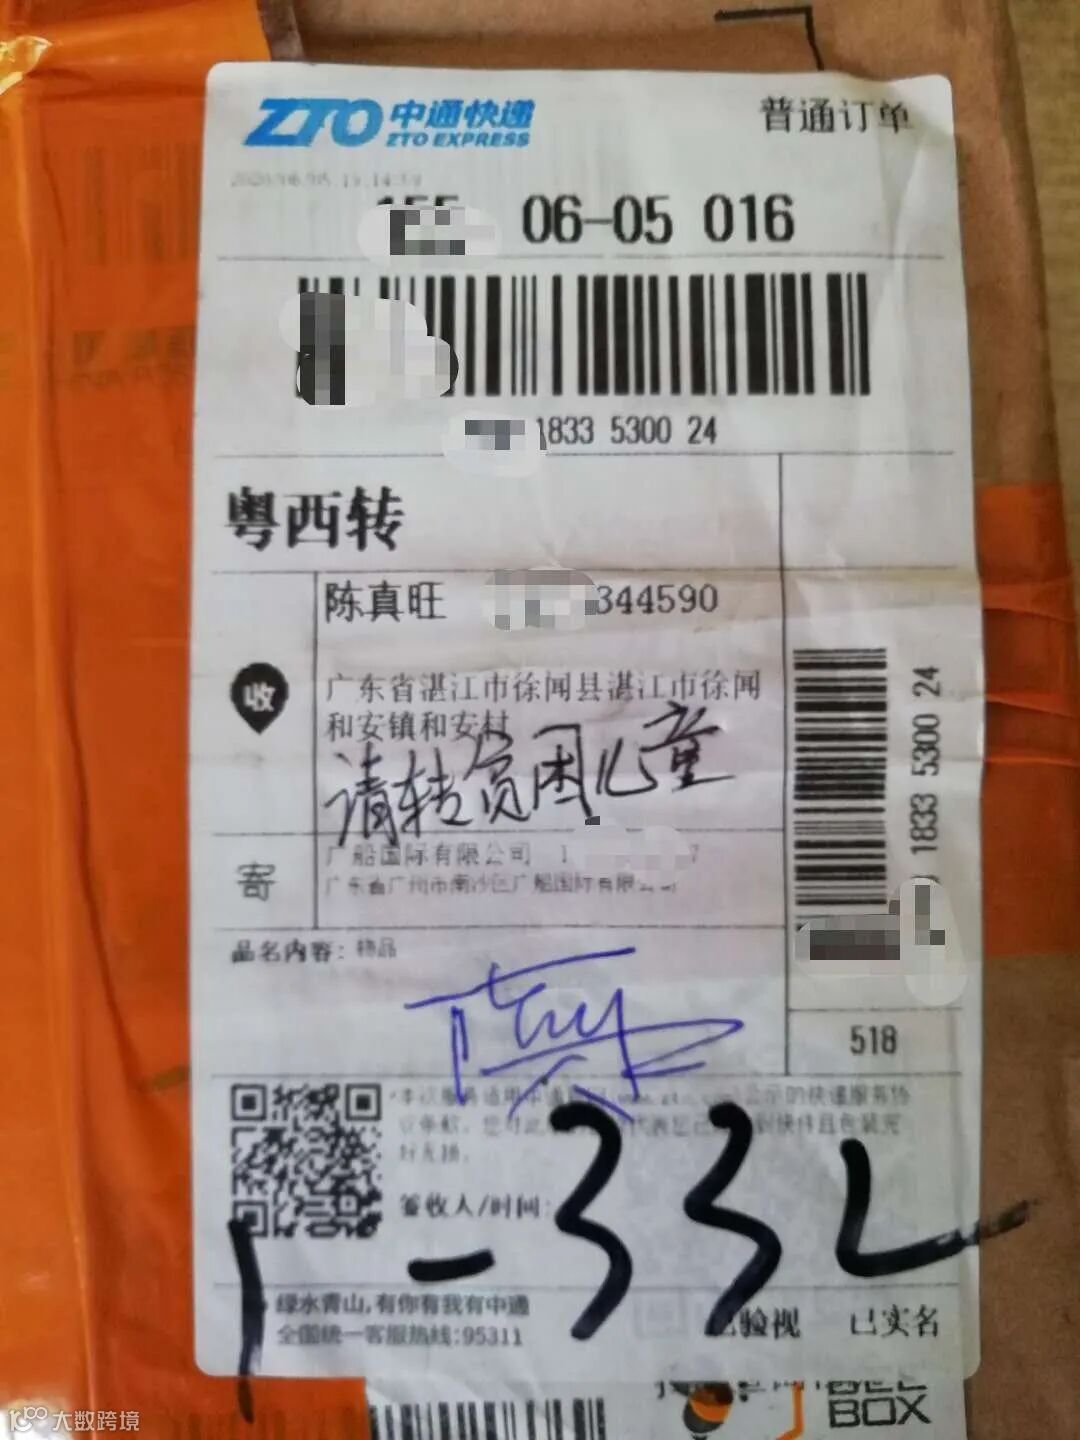 ZTO 中通快递
ZTO EXPRESS
普通订单
06-05 016
1833 5300 24
粤西转
陈真旺 344590
收
广东省湛江市徐闻县湛江市徐闻
和安镇和安村
请转贫困儿童
寄
广船国际有限公司 1 7
广东省广州市南沙区广船国际有限公司
1833 5300 24
品名内容: 物品
518
签收人/时间:
1-332
绿水青山,有你有我有中通
全国统一客服热线:95311
已验视 已实名
BOX
大数跨境